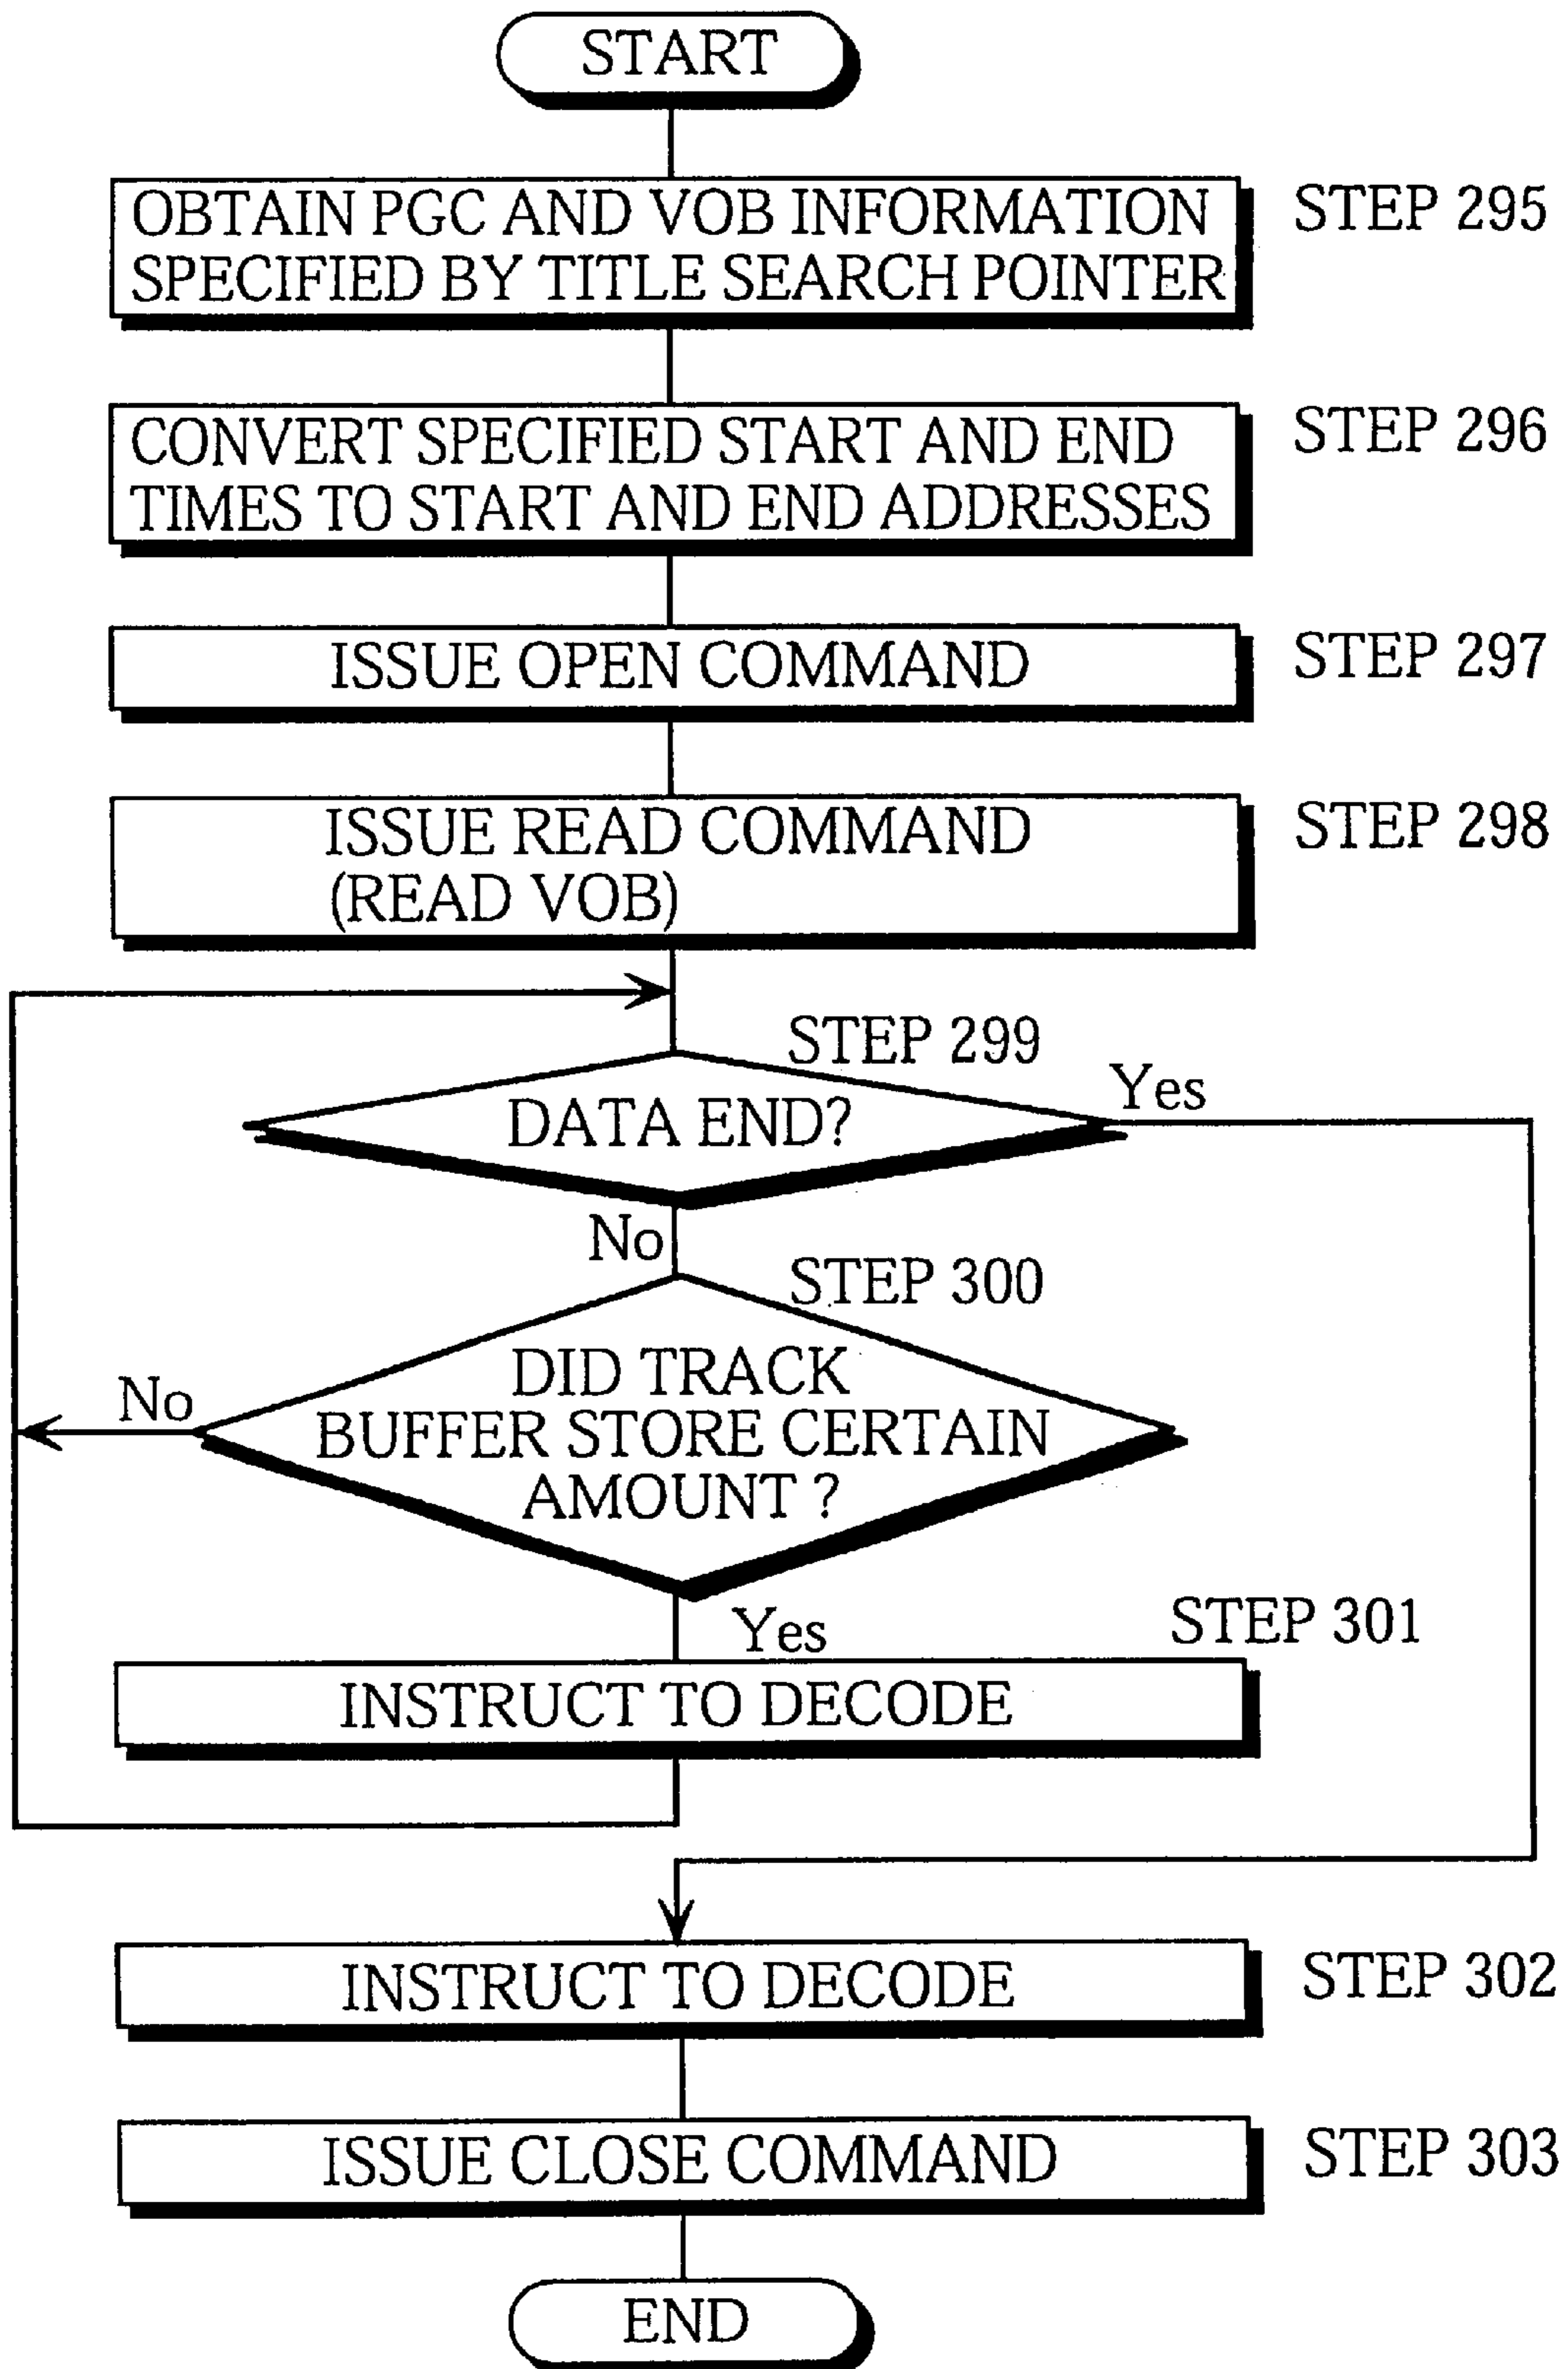 START
OBTAIN PGC AND VOB INFORMATION
SPECIFIED BY TITLE SEARCH POINTER
STEP 295
CONVERT SPECIFIED START AND END
TIMES TO START AND END ADDRESSES
STEP 296
ISSUE OPEN COMMAND
STEP 297
ISSUE READ COMMAND
(READ VOB)
STEP 298
STEP 299
DATA END?
Yes
No
STEP 300
DID TRACK
BUFFER STORE CERTAIN
AMOUNT ?
No
Yes
STEP 301
INSTRUCT TO DECODE
INSTRUCT TO DECODE
STEP 302
ISSUE CLOSE COMMAND
STEP 303
END